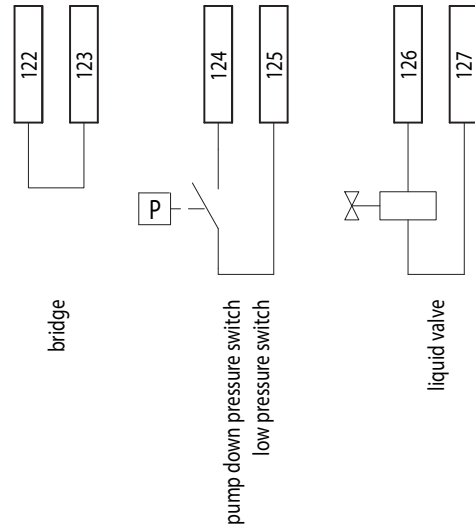 122
123
124
125
126
127
P
bridge
pump down pressure switch
low pressure switch
liquid valve